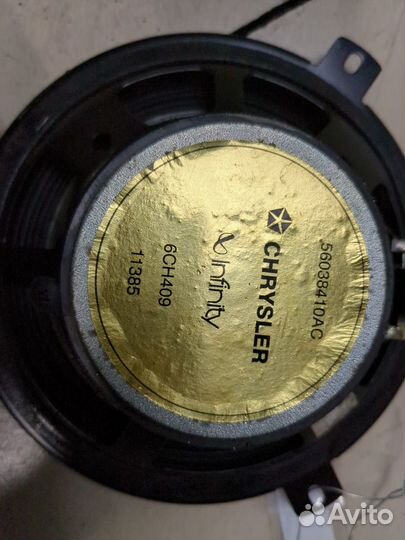 56038410AC
CHRYSLER
Infinity
6CH409
11385
Avito